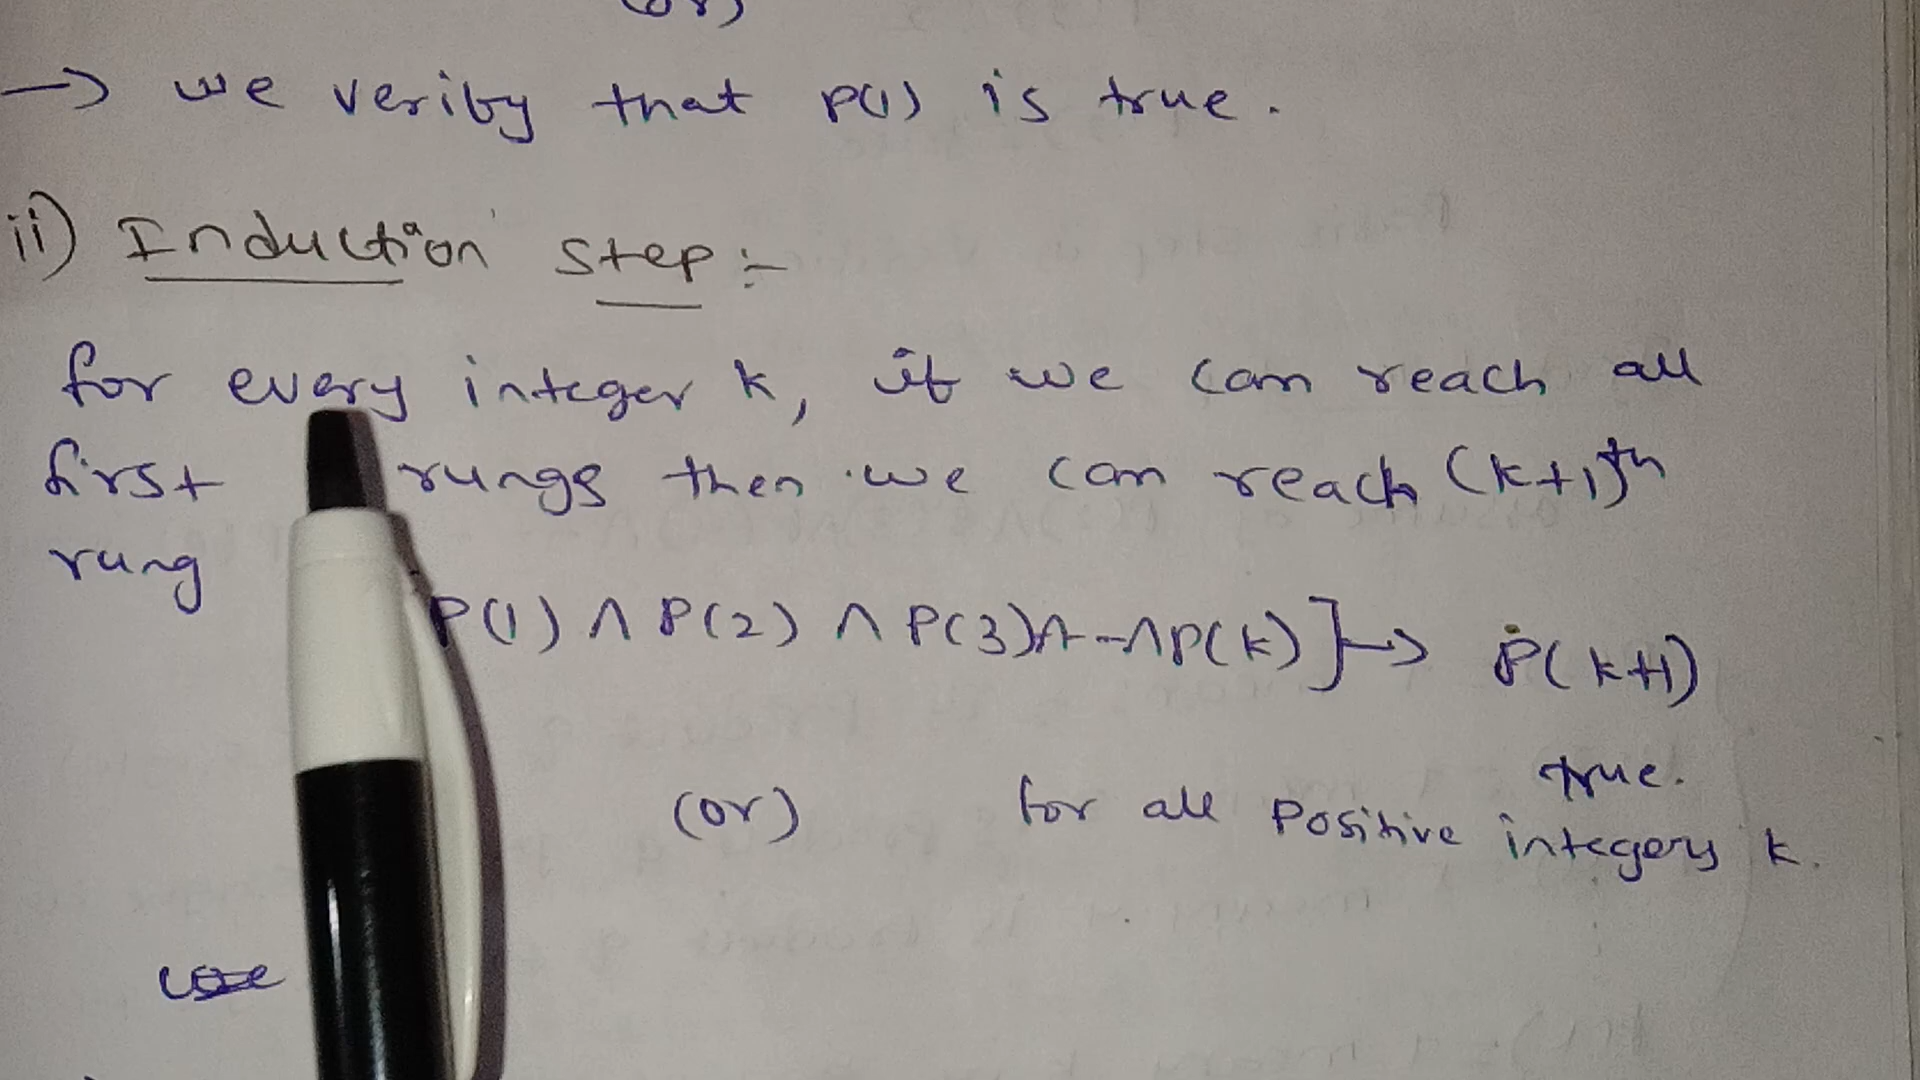 (or)
→ we verify that P(1) is true.
ii) Induction step :-
for every integer k, if we can reach all
first rungs then we can reach (k+1)th
rung
P(1) ∧ P(2) ∧ P(3) ∧ -- ∧ P(k)] → P(k+1)
true.
(or) for all positive integers k.